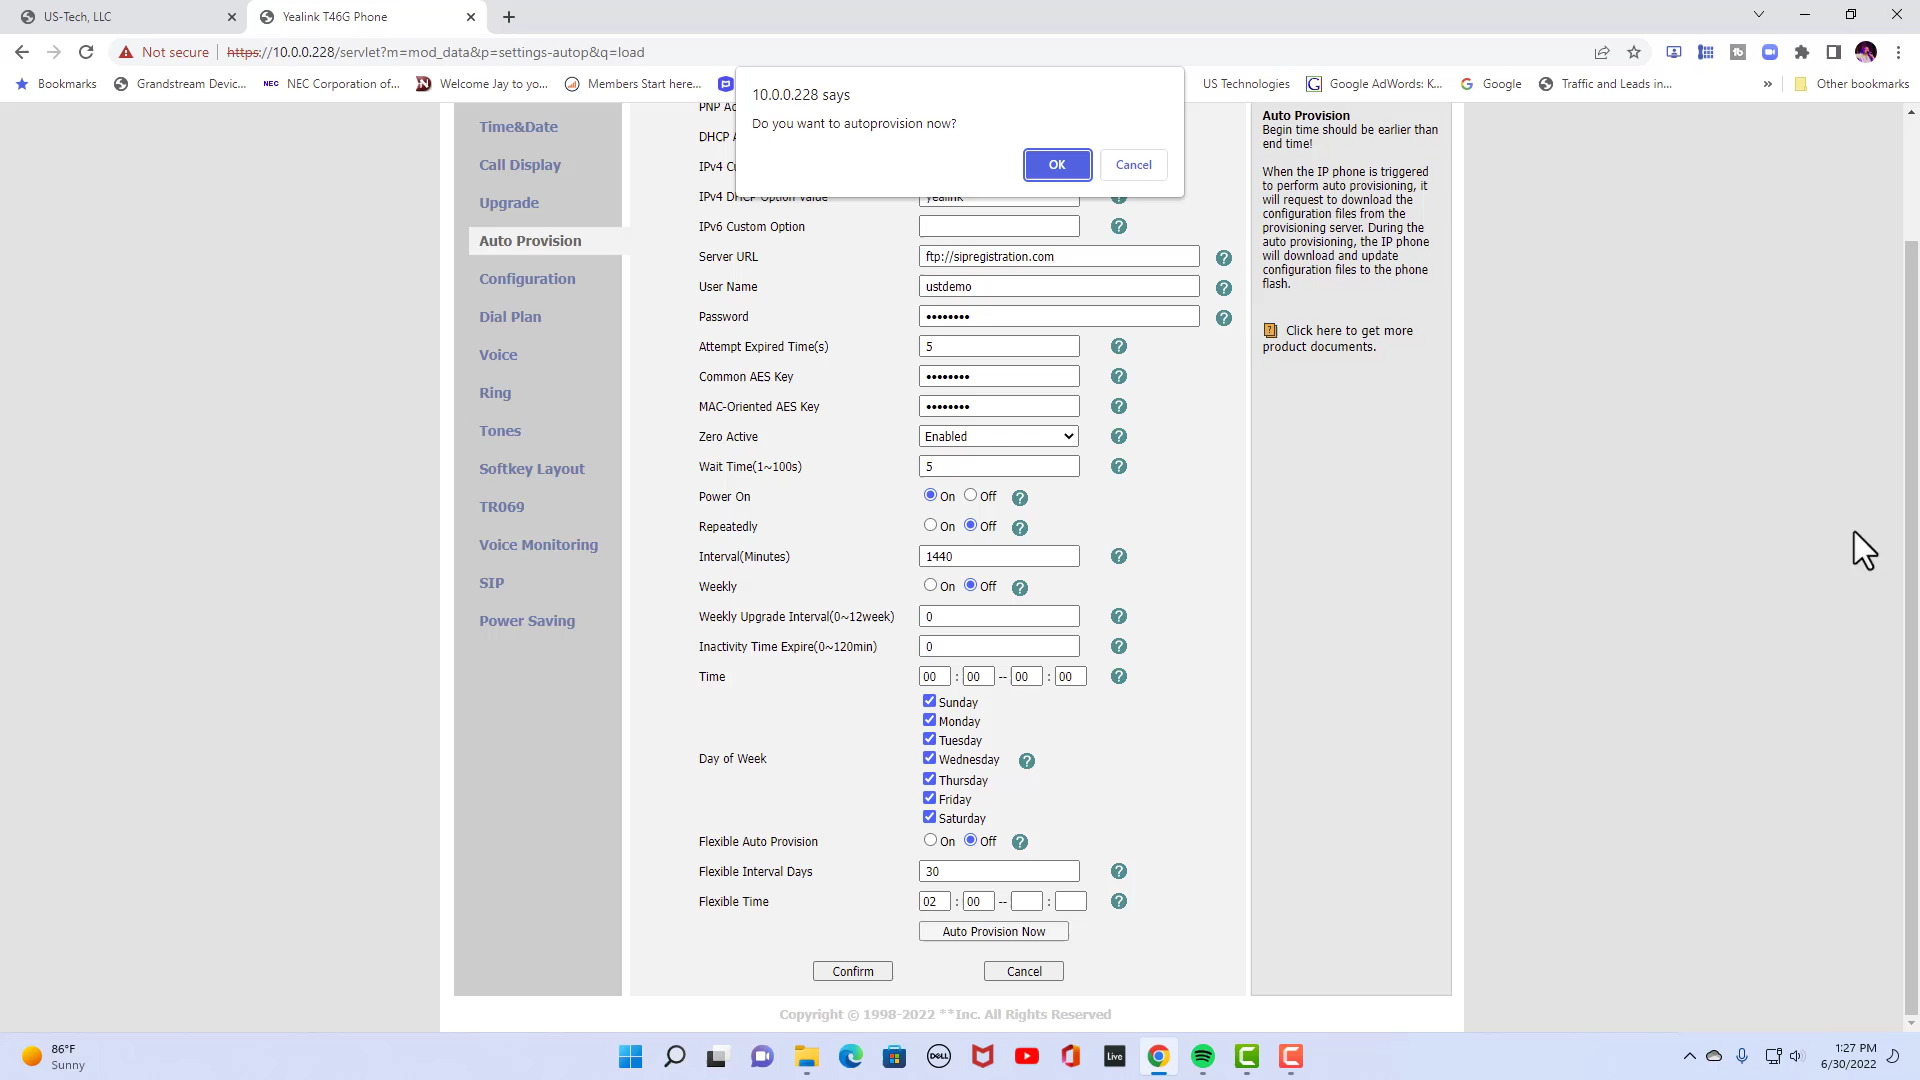 US-Tech, LLC
Yealink T46G Phone
Not secure
https://10.0.0.228/servlet?m=mod_data&p=settings-autop&q=load
Bookmarks
Grandstream Devic...
NEC NEC Corporation of...
Welcome Jay to yo...
Members Start here...
US Technologies
Google AdWords: K...
Google
Traffic and Leads in...
»
Other bookmarks
10.0.0.228 says
Do you want to autoprovision now?
OK
Cancel
Time&Date
Call Display
Upgrade
Auto Provision
Configuration
Dial Plan
Voice
Ring
Tones
Softkey Layout
TR069
Voice Monitoring
SIP
Power Saving
PNP Ac
DHCP A
IPv4 Cu
IPv4 DHCP Option Value yealink
IPv6 Custom Option
Server URL ftp://sipregistration.com
User Name ustdemo
Password ••••••••
Attempt Expired Time(s) 5
Common AES Key ••••••••
MAC-Oriented AES Key ••••••••
Zero Active Enabled
Wait Time(1~100s) 5
Power On On Off
Repeatedly On Off
Interval(Minutes) 1440
Weekly On Off
Weekly Upgrade Interval(0~12week) 0
Inactivity Time Expire(0~120min) 0
Time 00 : 00 -- 00 : 00
Sunday
Monday
Tuesday
Day of Week Wednesday
Thursday
Friday
Saturday
Flexible Auto Provision On Off
Flexible Interval Days 30
Flexible Time 02 : 00 -- :
Auto Provision Now
Confirm Cancel
Auto Provision
Begin time should be earlier than
end time!
When the IP phone is triggered
to perform auto provisioning, it
will request to download the
configuration files from the
provisioning server. During the
auto provisioning, the IP phone
will download and update
configuration files to the phone
flash.
Click here to get more
product documents.
Copyright © 1998-2022 **Inc. All Rights Reserved
86°F
Sunny
DELL
Live
1:27 PM
6/30/2022